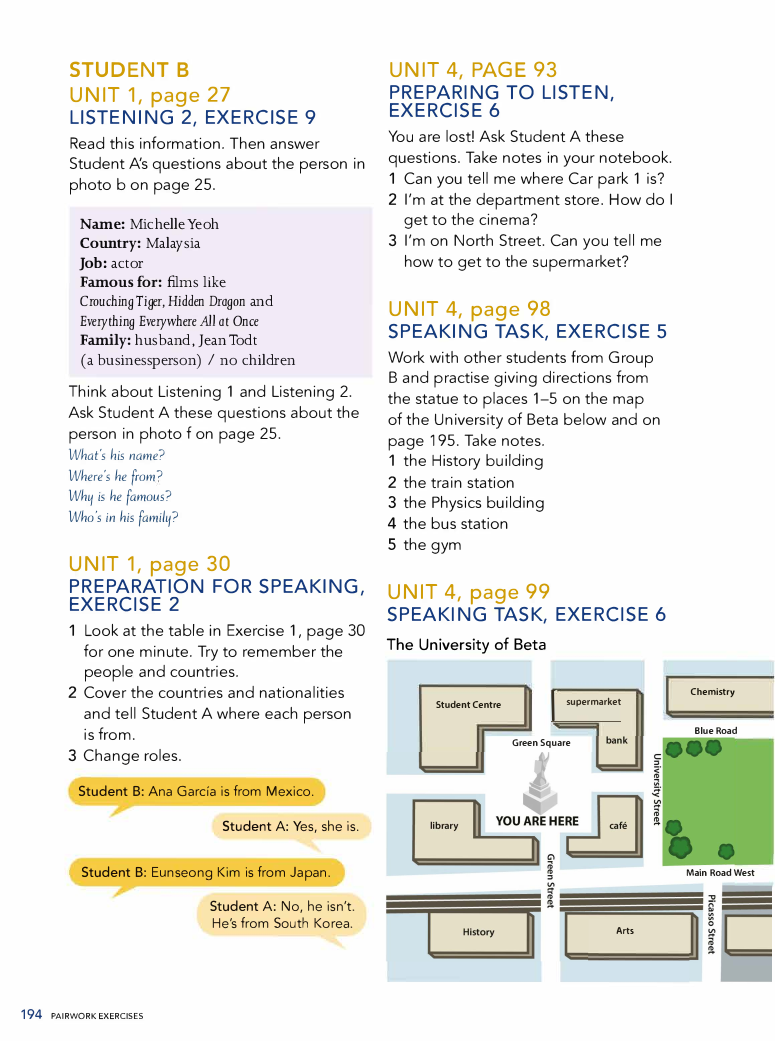 STUDENT B
UNIT 1, page 27
LISTENING 2, EXERCISE 9
Read this information. Then answer
Student A’s questions about the person in
photo b on page 25.
Name: Michelle Yeoh
Country: Malaysia
Job: actor
Famous for: films like
Crouching Tiger, Hidden Dragon and
Everything Everywhere All at Once
Family: husband, Jean Todt
(a businessperson) / no children
Think about Listening 1 and Listening 2.
Ask Student A these questions about the
person in photo f on page 25.
What’s his name?
Where’s he from?
Why is he famous?
Who’s in his family?
UNIT 1, page 30
PREPARATION FOR SPEAKING,
EXERCISE 2
1 Look at the table in Exercise 1, page 30
for one minute. Try to remember the
people and countries.
2 Cover the countries and nationalities
and tell Student A where each person
is from.
3 Change roles.
Student B: Ana García is from Mexico.
Student A: Yes, she is.
Student B: Eunseong Kim is from Japan.
Student A: No, he isn’t.
He’s from South Korea.
UNIT 4, PAGE 93
PREPARING TO LISTEN,
EXERCISE 6
You are lost! Ask Student A these
questions. Take notes in your notebook.
1 Can you tell me where Car park 1 is?
2 I’m at the department store. How do I
get to the cinema?
3 I’m on North Street. Can you tell me
how to get to the supermarket?
UNIT 4, page 98
SPEAKING TASK, EXERCISE 5
Work with other students from Group
B and practise giving directions from
the statue to places 1–5 on the map
of the University of Beta below and on
page 195. Take notes.
1 the History building
2 the train station
3 the Physics building
4 the bus station
5 the gym
UNIT 4, page 99
SPEAKING TASK, EXERCISE 6
The University of Beta
Student Centre
supermarket
Chemistry
Blue Road
Green Square
bank
University Street
library
YOU ARE HERE
café
Green Street
Main Road West
Picasso Street
History
Arts
194 PAIRWORK EXERCISES